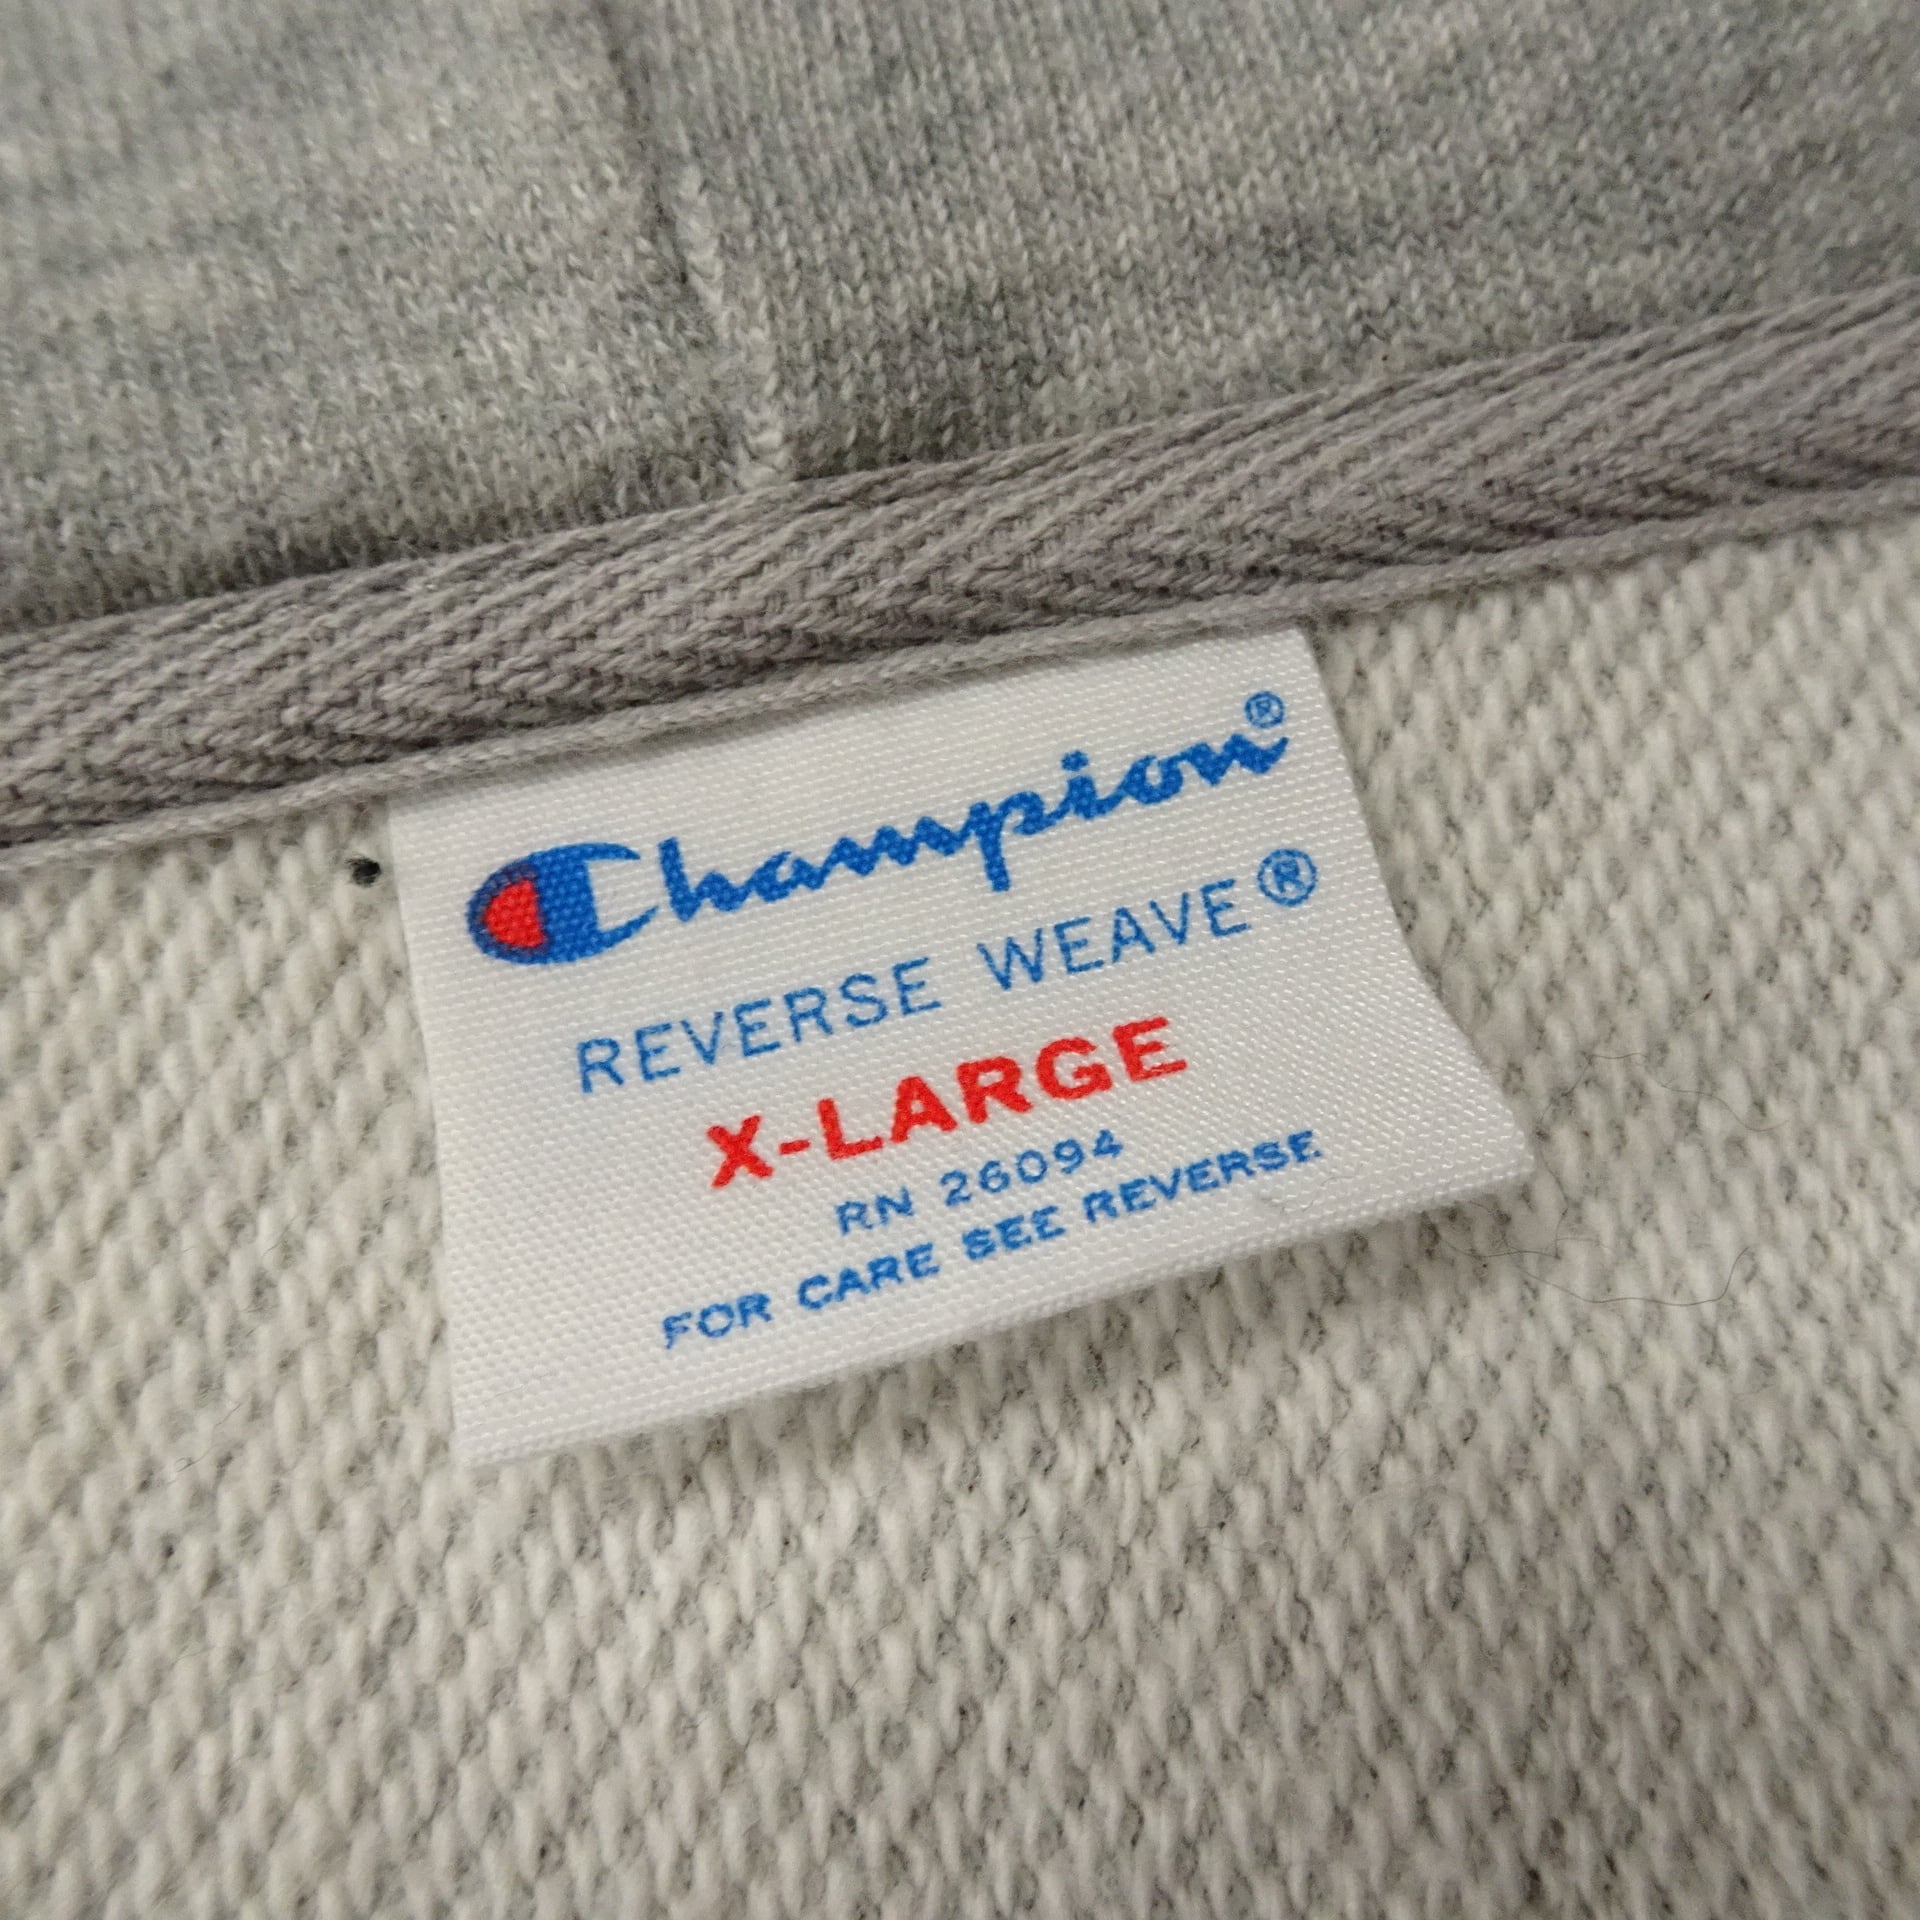 Champion®
REVERSE WEAVE®
X-LARGE
RN 26094
FOR CARE SEE REVERSE